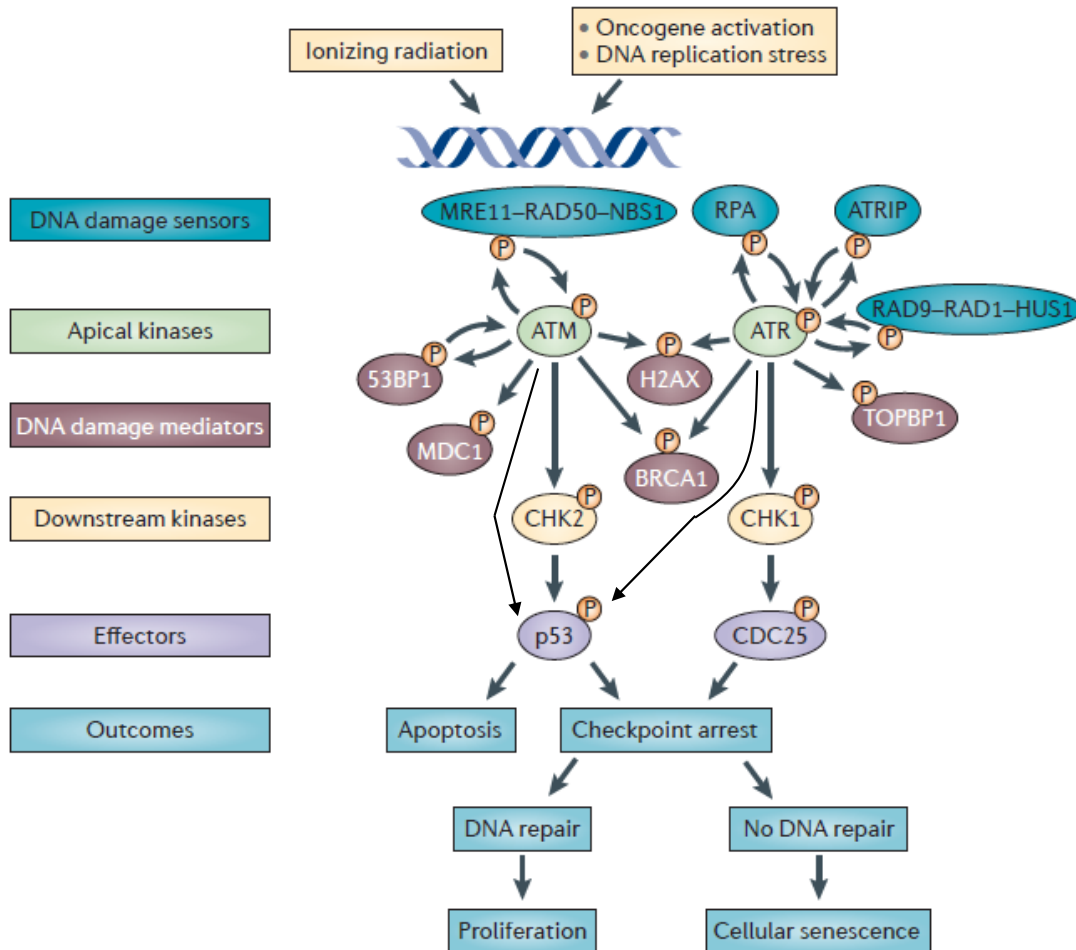 Ionizing radiation
• Oncogene activation
• DNA replication stress
DNA damage sensors
MRE11–RAD50–NBS1
RPA
ATRIP
P
P
P
RAD9–RAD1–HUS1
P
P
P
Apical kinases
ATM
ATR
P
P
P
53BP1
H2AX
P
TOPBP1
DNA damage mediators
P
MDC1
P
BRCA1
Downstream kinases
CHK2
P
CHK1
P
Effectors
p53
P
CDC25
P
Outcomes
Apoptosis
Checkpoint arrest
DNA repair
No DNA repair
Proliferation
Cellular senescence